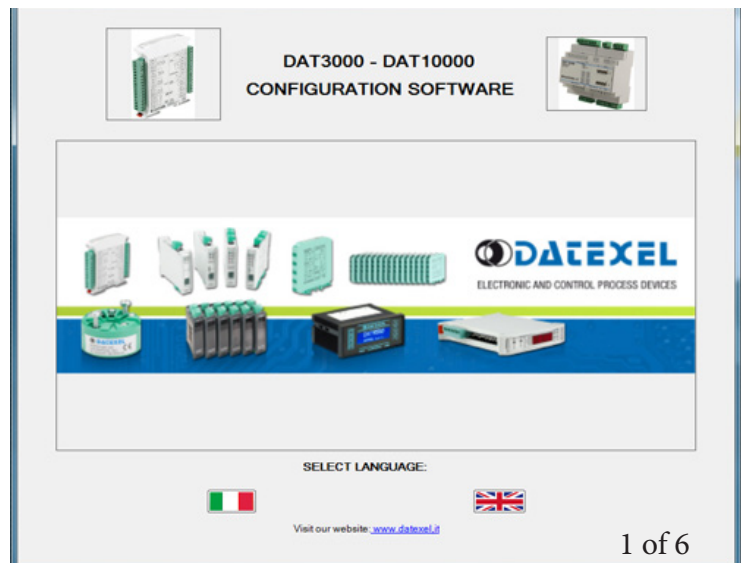 DAT3000 - DAT10000
CONFIGURATION SOFTWARE
DATEXEL
ELECTRONIC AND CONTROL PROCESS DEVICES
SELECT LANGUAGE:
Visit our website: www.datexel.it
1 of 6